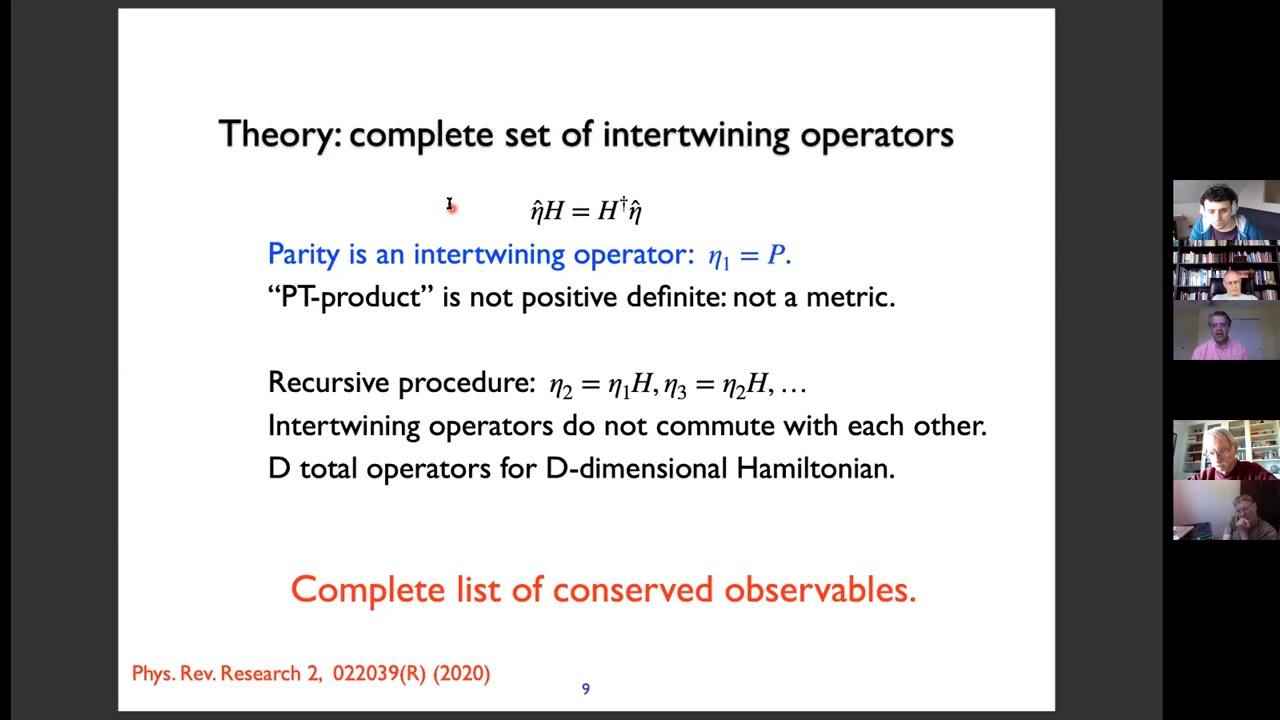 Theory: complete set of intertwining operators
η̂H = H†η̂
Parity is an intertwining operator: η₁ = P.
“PT-product” is not positive definite: not a metric.
Recursive procedure: η₂ = η₁H, η₃ = η₂H, …
Intertwining operators do not commute with each other.
D total operators for D-dimensional Hamiltonian.
Complete list of conserved observables.
Phys. Rev. Research 2, 022039(R) (2020)
9